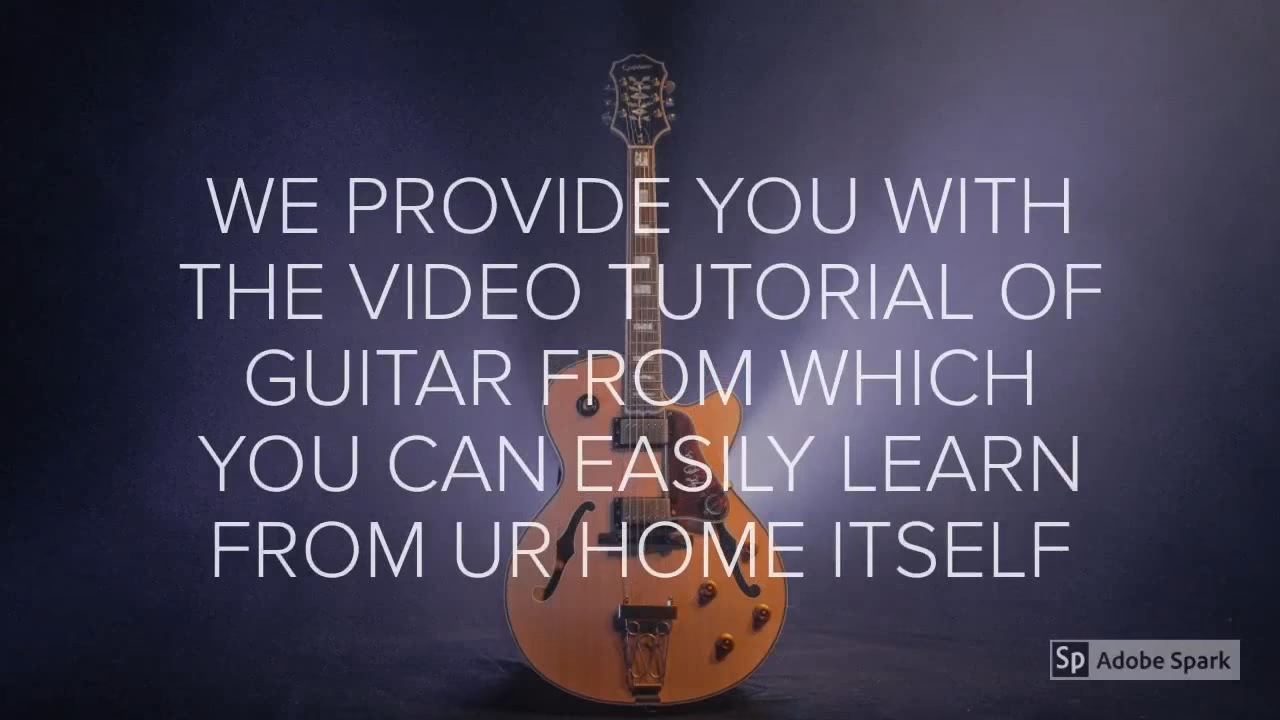 Epiphone
WE PROVIDE YOU WITH
THE VIDEO TUTORIAL OF
GUITAR FROM WHICH
YOU CAN EASILY LEARN
FROM UR HOME ITSELF
Sp Adobe Spark